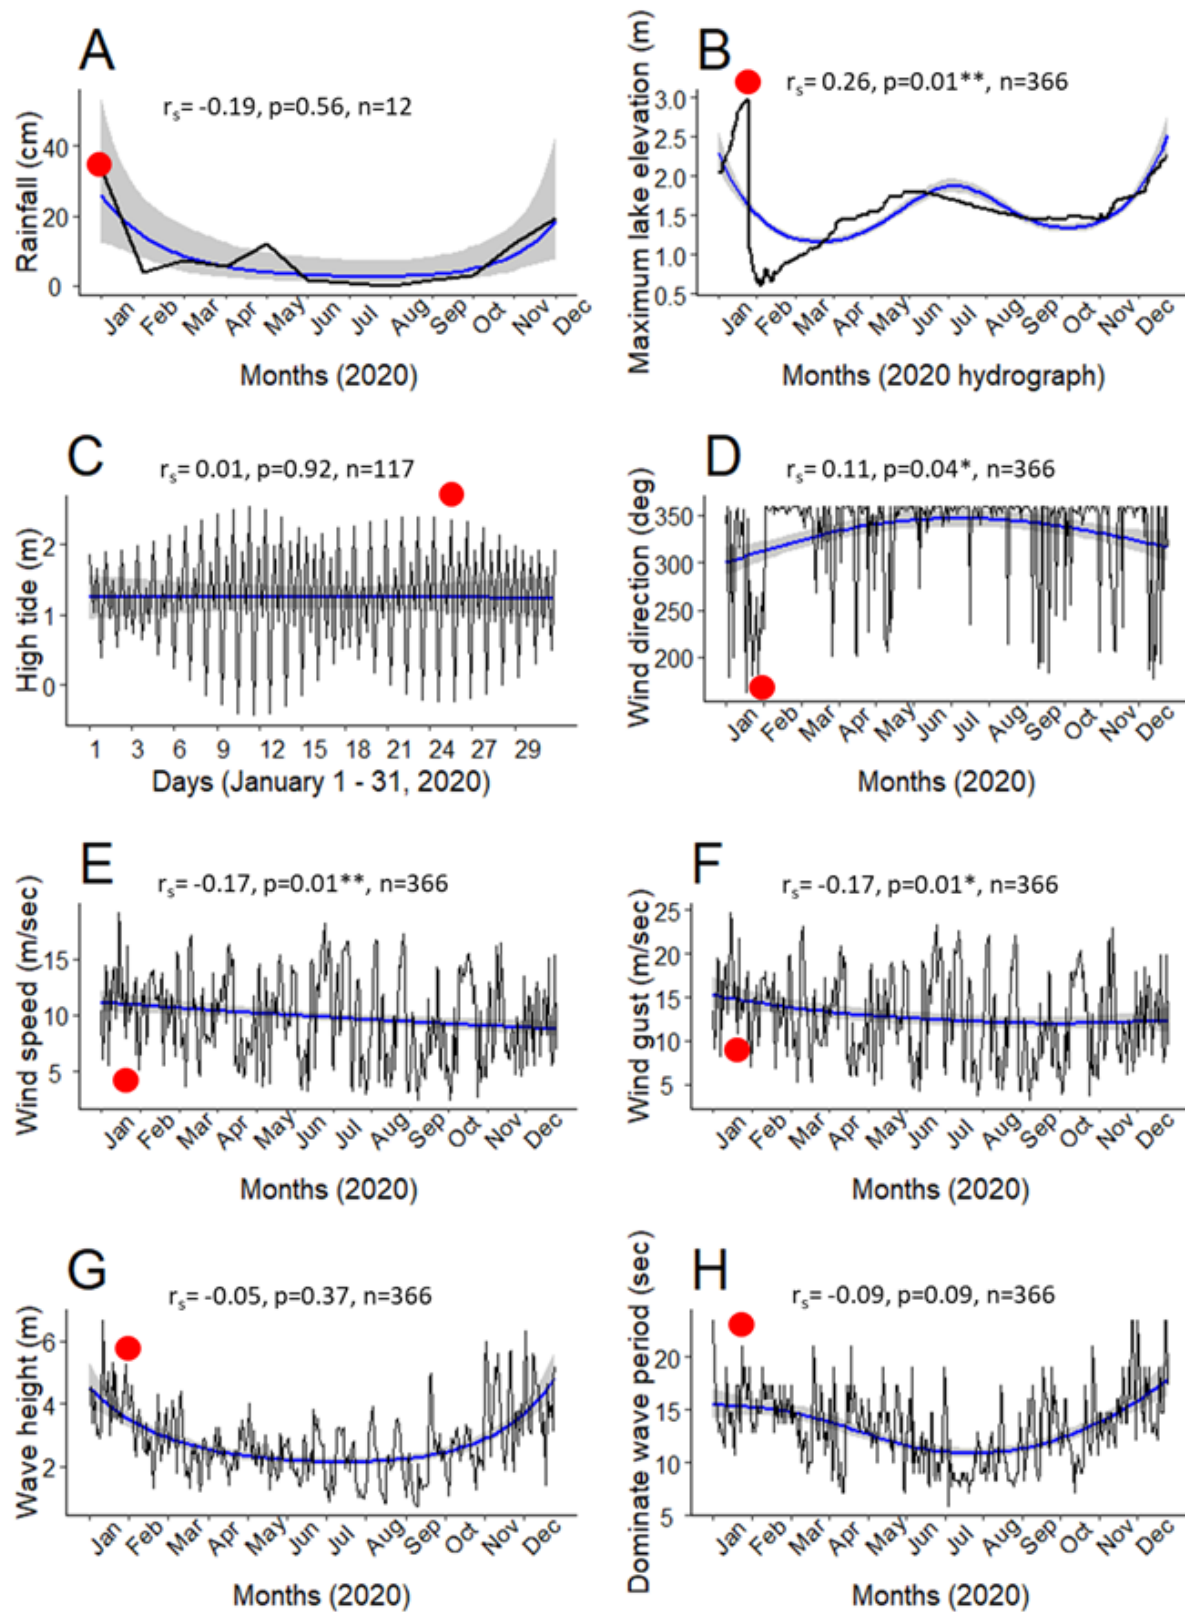 A
rs= -0.19, p=0.56, n=12
Rainfall (cm)
40
20
0
Jan Feb Mar Apr May Jun Jul Aug Sep Oct Nov Dec
Months (2020)
B
rs= 0.26, p=0.01**, n=366
Maximum lake elevation (m)
3.0
2.5
2.0
1.5
1.0
0.5
Jan Feb Mar Apr May Jun Jul Aug Sep Oct Nov Dec
Months (2020 hydrograph)
C
rs= 0.01, p=0.92, n=117
High tide (m)
2
1
0
1 3 6 9 12 15 18 21 24 27 29
Days (January 1 - 31, 2020)
D
rs= 0.11, p=0.04*, n=366
Wind direction (deg)
350
300
250
200
Jan Feb Mar Apr May Jun Jul Aug Sep Oct Nov Dec
Months (2020)
E
rs= -0.17, p=0.01**, n=366
Wind speed (m/sec)
15
10
5
Jan Feb Mar Apr May Jun Jul Aug Sep Oct Nov Dec
Months (2020)
F
rs= -0.17, p=0.01*, n=366
Wind gust (m/sec)
25
20
15
10
5
Jan Feb Mar Apr May Jun Jul Aug Sep Oct Nov Dec
Months (2020)
G
rs= -0.05, p=0.37, n=366
Wave height (m)
6
4
2
Jan Feb Mar Apr May Jun Jul Aug Sep Oct Nov Dec
Months (2020)
H
rs= -0.09, p=0.09, n=366
Dominate wave period (sec)
20
15
10
5
Jan Feb Mar Apr May Jun Jul Aug Sep Oct Nov Dec
Months (2020)